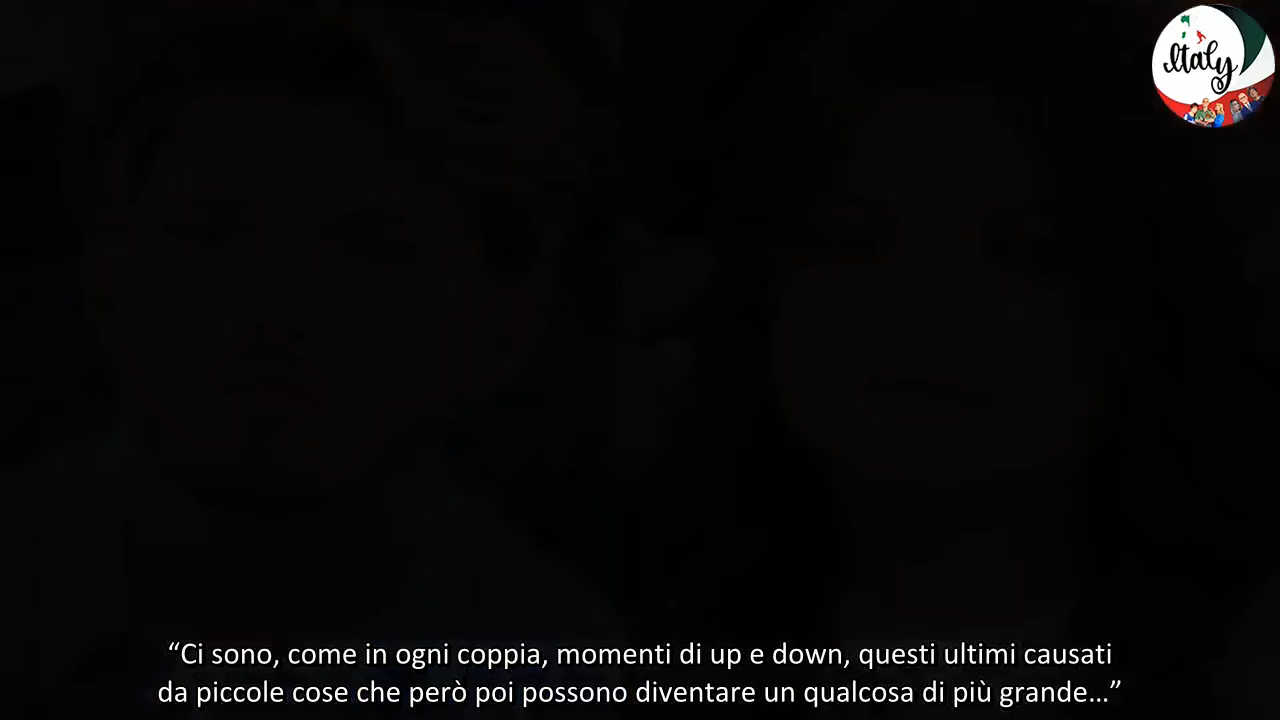 Italy
“Ci sono, come in ogni coppia, momenti di up e down, questi ultimi causati
da piccole cose che però poi possono diventare un qualcosa di più grande...”